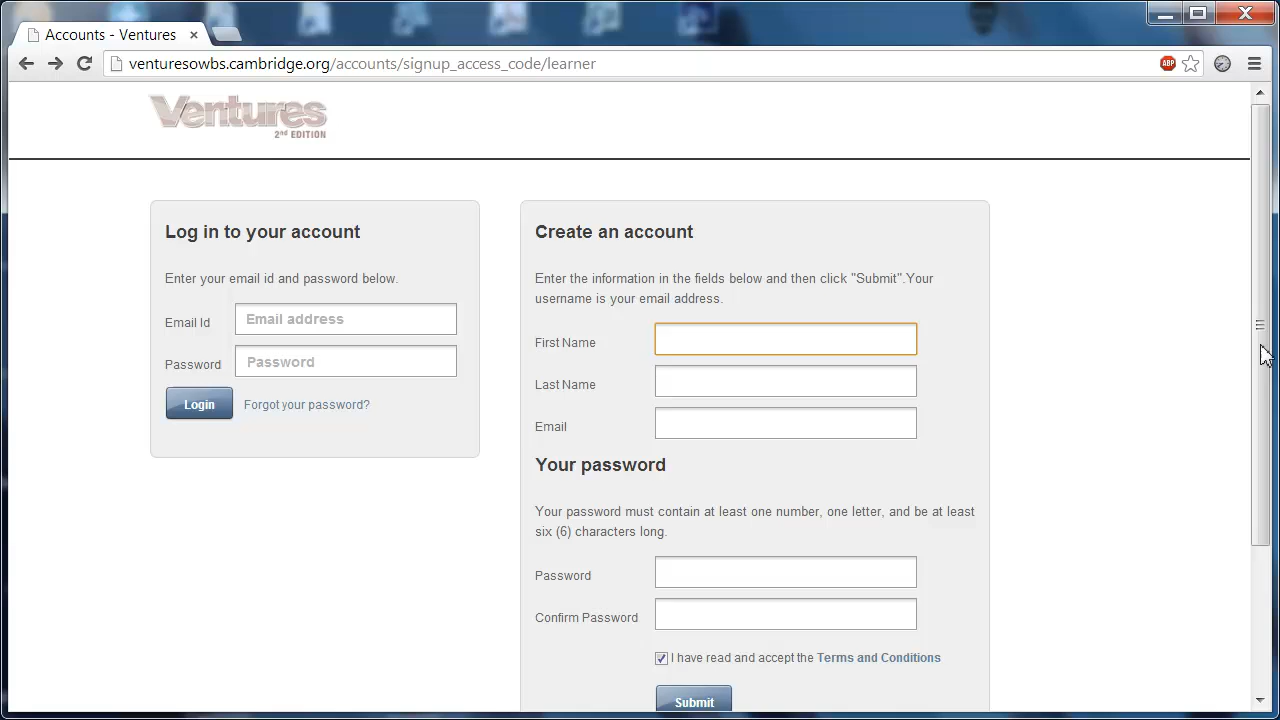 Accounts - Ventures
venturesowbs.cambridge.org/accounts/signup_access_code/learner
ABP
Ventures
2nd EDITION
Log in to your account
Enter your email id and password below.
Email Id
Email address
Password
Password
Login
Forgot your password?
Create an account
Enter the information in the fields below and then click "Submit".Your
username is your email address.
First Name
Last Name
Email
Your password
Your password must contain at least one number, one letter, and be at least
six (6) characters long.
Password
Confirm Password
I have read and accept the Terms and Conditions
Submit